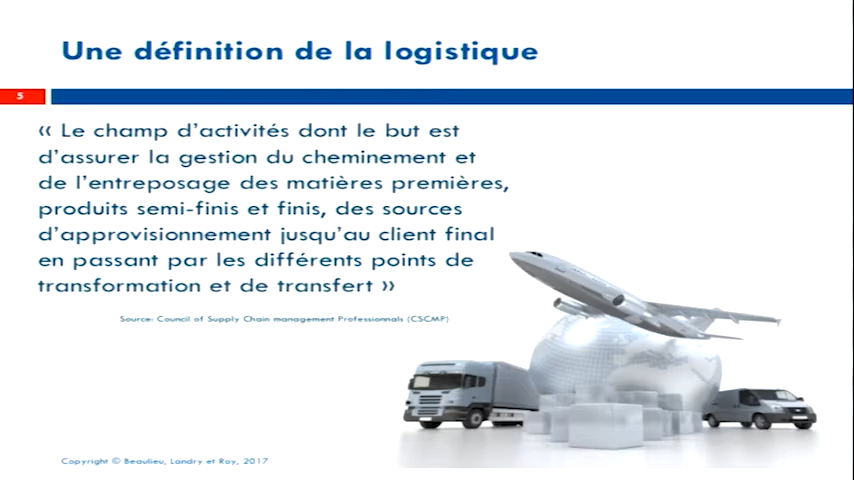 Une définition de la logistique
5
‹‹ Le champ d’activités dont le but est
d’assurer la gestion du cheminement et
de l’entreposage des matières premières,
produits semi-finis et finis, des sources
d’approvisionnement jusqu’au client final
en passant par les différents points de
transformation et de transfert ››
Source: Council of Supply Chain management Professionnals (CSCMP)
Copyright © Beaulieu, Landry et Roy, 2017